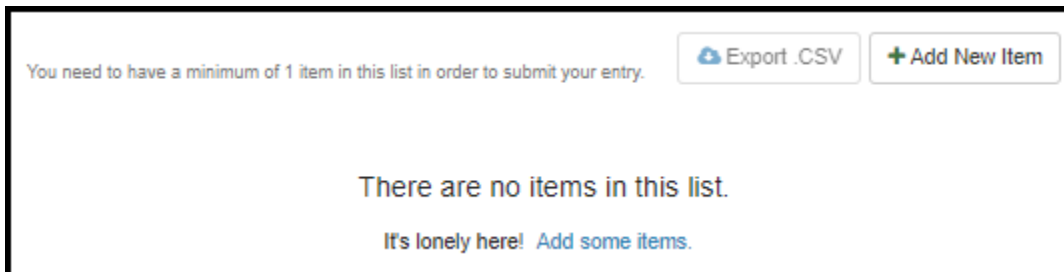 You need to have a minimum of 1 item in this list in order to submit your entry.
Export .CSV
Add New Item
There are no items in this list.
It's lonely here! Add some items.